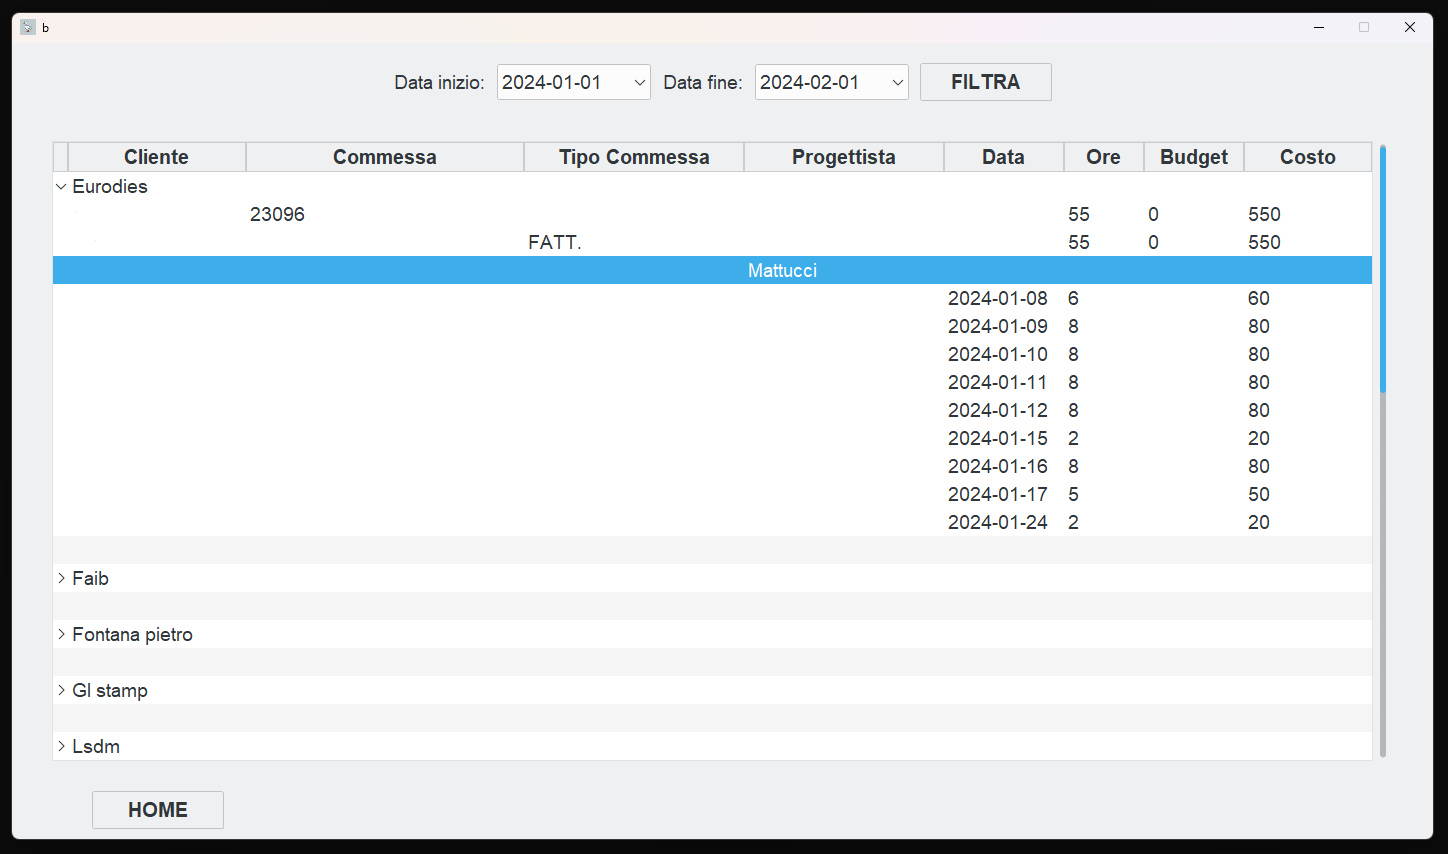 b
Data inizio: 2024-01-01 Data fine: 2024-02-01 FILTRA
Cliente Commessa Tipo Commessa Progettista Data Ore Budget Costo
Eurodies
23096 55 0 550
FATT. 55 0 550
Mattucci
2024-01-08 6 60
2024-01-09 8 80
2024-01-10 8 80
2024-01-11 8 80
2024-01-12 8 80
2024-01-15 2 20
2024-01-16 8 80
2024-01-17 5 50
2024-01-24 2 20
Faib
Fontana pietro
Gl stamp
Lsdm
HOME